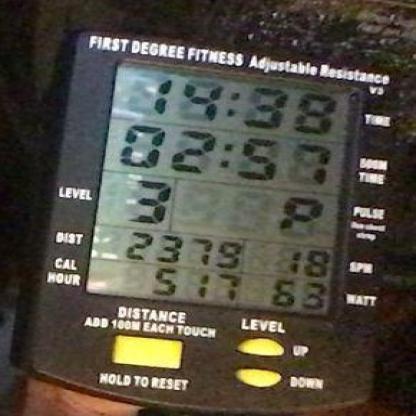 FIRST DEGREE FITNESS Adjustable Resistance
V3
14:38 TIME
02:57 500M TIME
LEVEL 3 P PULSE
DIST 2379 18 SPM
CAL HOUR 517 63 WATT
DISTANCE
ADD 100M EACH TOUCH
LEVEL
UP
HOLD TO RESET
DOWN